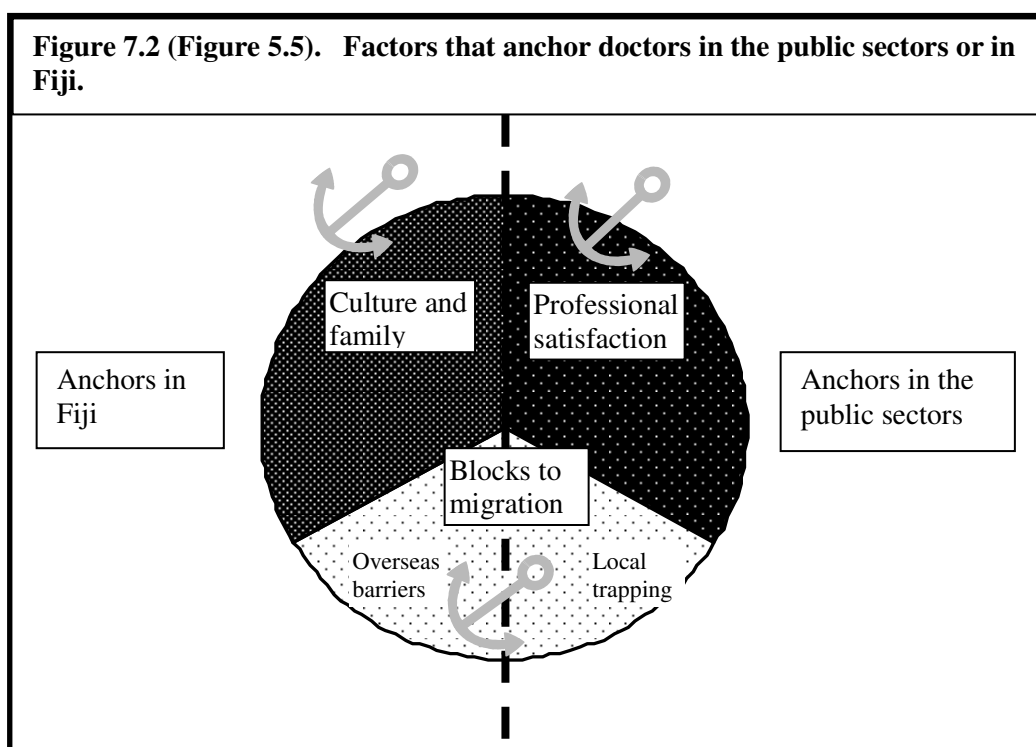 Figure 7.2 (Figure 5.5). Factors that anchor doctors in the public sectors or in
Fiji.
Culture and
family
Professional
satisfaction
Anchors in
Fiji
Anchors in the
public sectors
Blocks to
migration
Overseas
barriers
Local
trapping